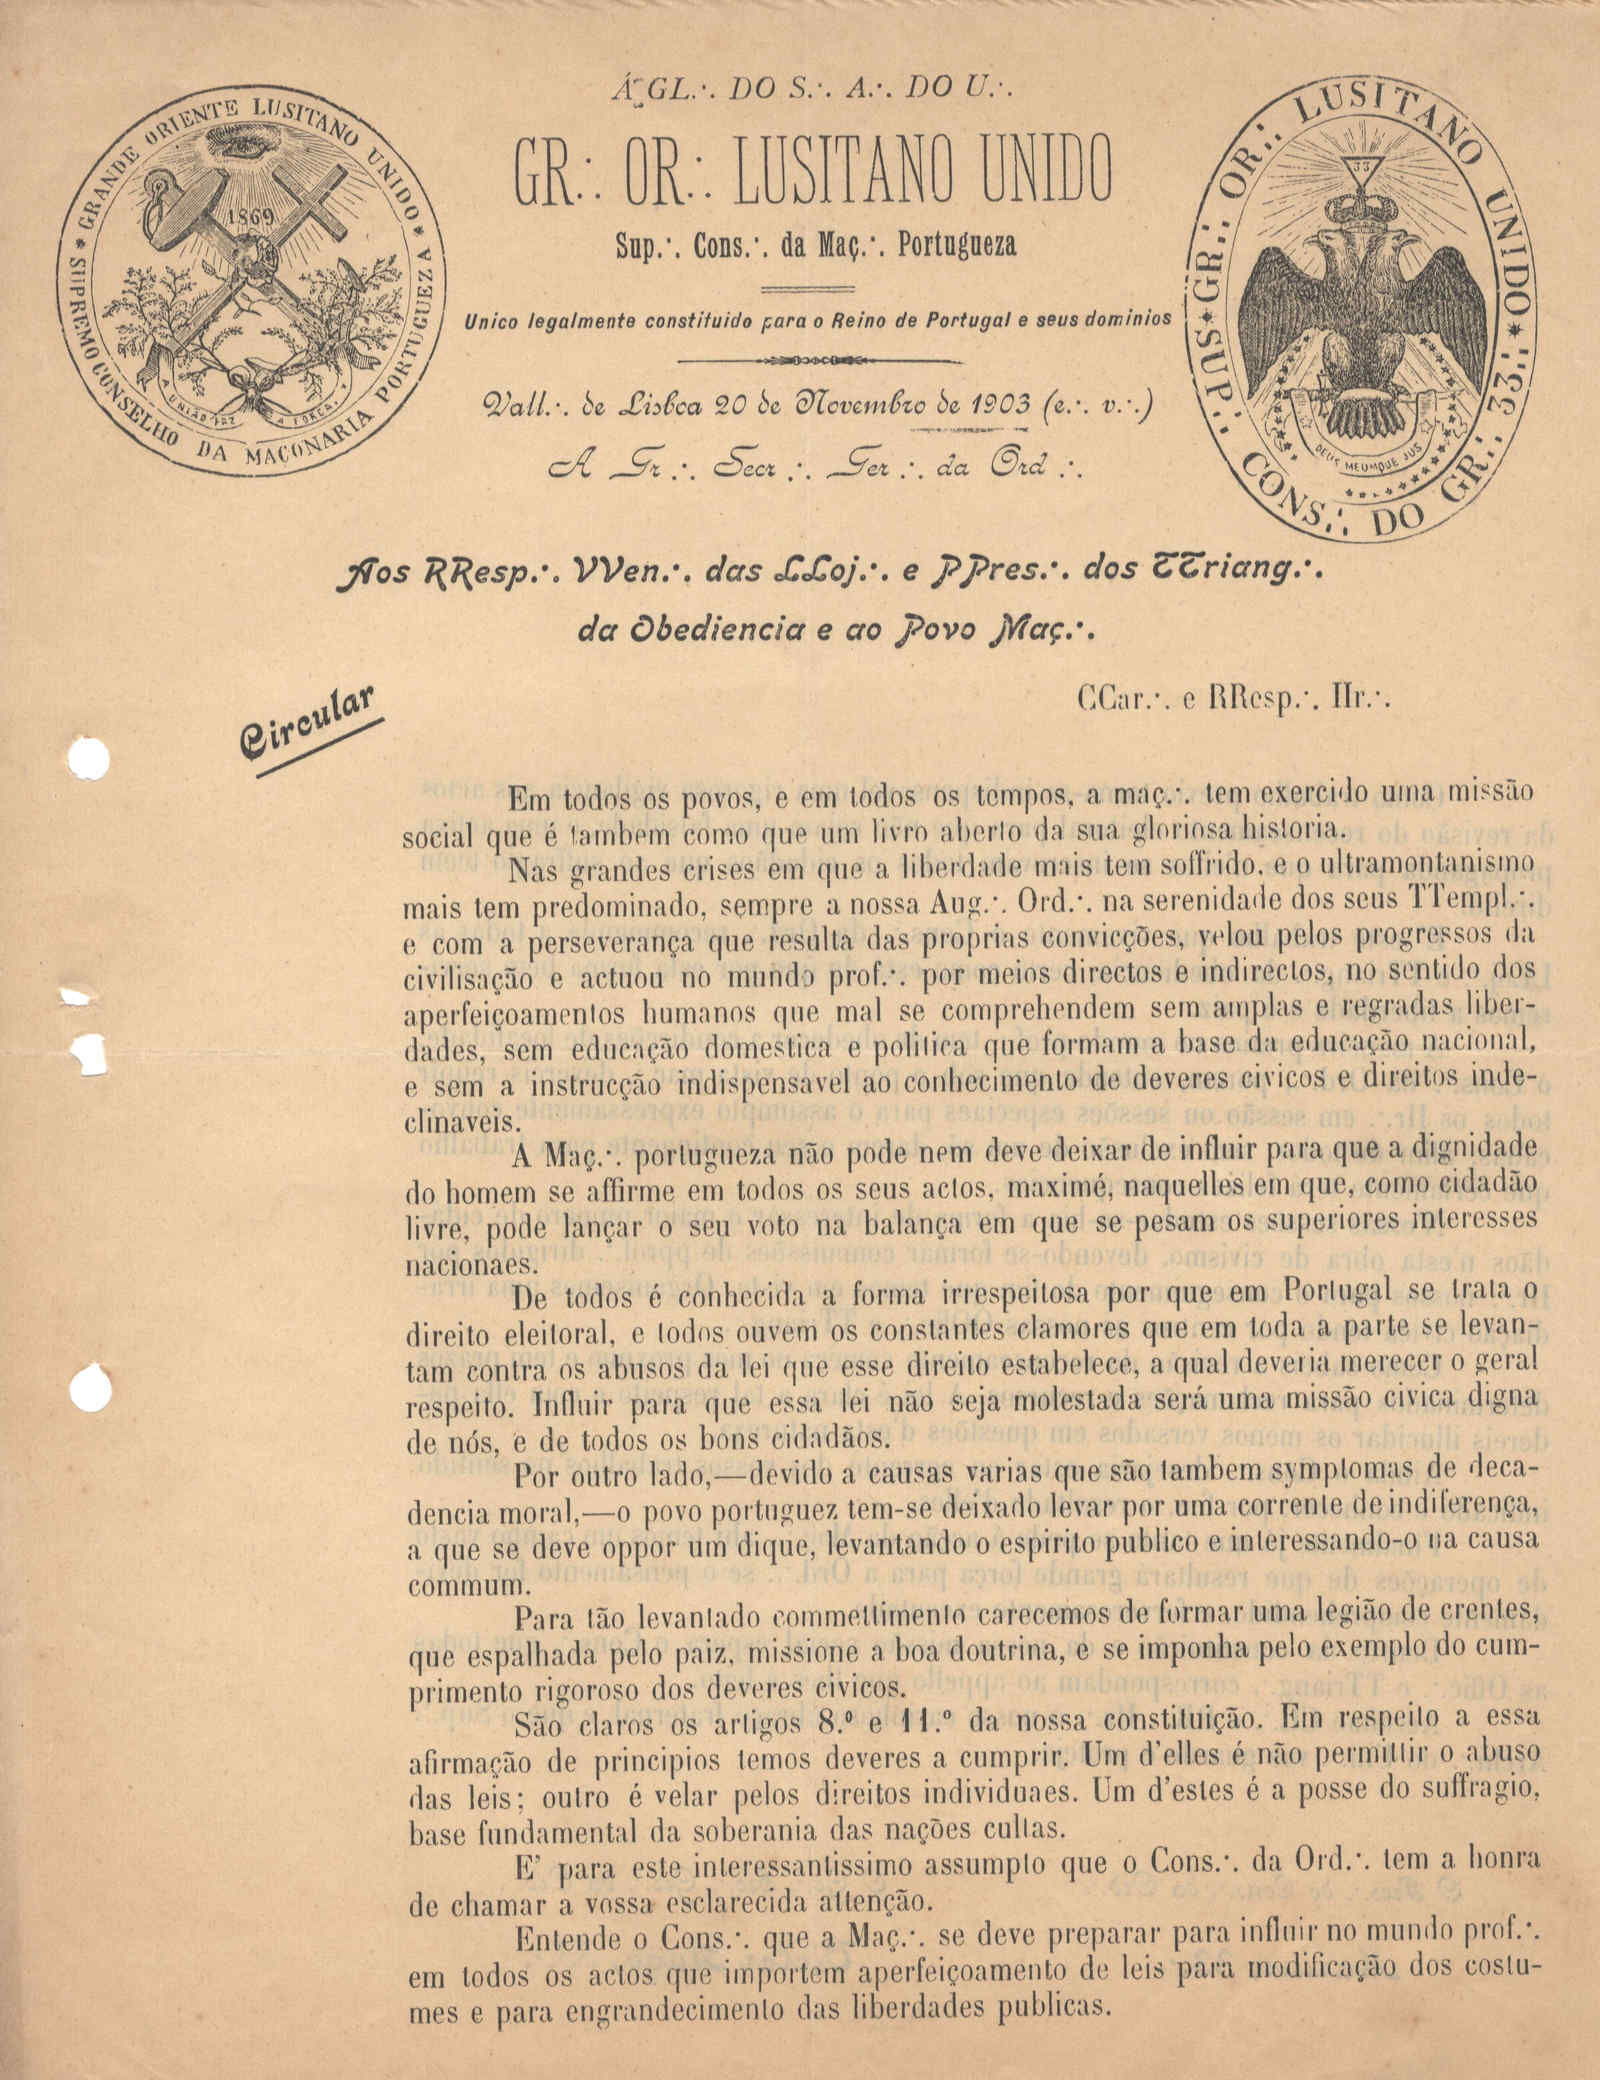 Á GL.·. DO S.·. A.·. DO U.·.
GR.·. OR.·. LUSITANO UNIDO
Sup.·. Cons.·. da Maç.·. Portugueza
Unico legalmente constituido para o Reino de Portugal e seus dominios
Vall.·. de Lisboa 20 de Novembro de 1903 (e.·. v.·.)
A Gr.·. Secr.·. Ger.·. da Ord.·.
* GRANDE ORIENTE LUSITANO UNIDO *
SUPREMO CONSELHO DA MAÇONARIA PORTUGUEZA
1869
A UNIÃO FAZ A FORÇA
GR.·. OR.·. LUSITANO UNIDO
* SUP.·. CONS.·. DO GR.·. 33.·. *
33
DEUS MEUMQUE JUS
Aos RResp.·. VVen.·. das LLoj.·. e PPres.·. dos TTriang.·.
da Obediencia e ao Povo Maç.·.
Circular
CCar.·. e RResp.·. IIr.·.
Em todos os povos, e em todos os tempos, a maç.·. tem exercido uma missão
social que é tambem como que um livro aberto da sua gloriosa historia.
Nas grandes crises em que a liberdade mais tem soffrido, e o ultramontanismo
mais tem predominado, sempre a nossa Aug.·. Ord.·. na serenidade dos seus TTempl.·.
e com a perseverança que resulta das proprias convicções, velou pelos progressos da
civilisação e actuou no mundo prof.·. por meios directos e indirectos, no sentido dos
aperfeiçoamentos humanos que mal se comprehendem sem amplas e regradas liber-
dades, sem educação domestica e politica que formam a base da educação nacional,
e sem a instrucção indispensavel ao conhecimento de deveres civicos e direitos inde-
clinaveis.
A Maç.·. portugueza não pode nem deve deixar de influir para que a dignidade
do homem se affirme em todos os seus actos, maximé, naquelles em que, como cidadão
livre, pode lançar o seu voto na balança em que se pesam os superiores interesses
nacionaes.
De todos é conhecida a forma irrespeitosa por que em Portugal se trata o
direito eleitoral, e todos ouvem os constantes clamores que em toda a parte se levan-
tam contra os abusos da lei que esse direito estabelece, a qual deveria merecer o geral
respeito. Influir para que essa lei não seja molestada será uma missão civica digna
de nós, e de todos os bons cidadãos.
Por outro lado,—devido a causas varias que são tambem symptomas de deca-
dencia moral,—o povo portuguez tem-se deixado levar por uma corrente de indiferença,
a que se deve oppor um dique, levantando o espirito publico e interessando-o na causa
commum.
Para tão levantado commettimento carecemos de formar uma legião de crentes,
que espalhada pelo paiz, missione a boa doutrina, e se imponha pelo exemplo do cum-
primento rigoroso dos deveres civicos.
São claros os artigos 8.º e 11.º da nossa constituição. Em respeito a essa
afirmação de principios temos deveres a cumprir. Um d'elles é não permittir o abuso
das leis; outro é velar pelos direitos individuaes. Um d'estes é a posse do suffragio,
base fundamental da soberania das nações cultas.
E' para este interessantissimo assumpto que o Cons.·. da Ord.·. tem a honra
de chamar a vossa esclarecida attenção.
Entende o Cons.·. que a Maç.·. se deve preparar para influir no mundo prof.·.
em todos os actos que importem aperfeiçoamento de leis para modificação dos costu-
mes e para engrandecimento das liberdades publicas.